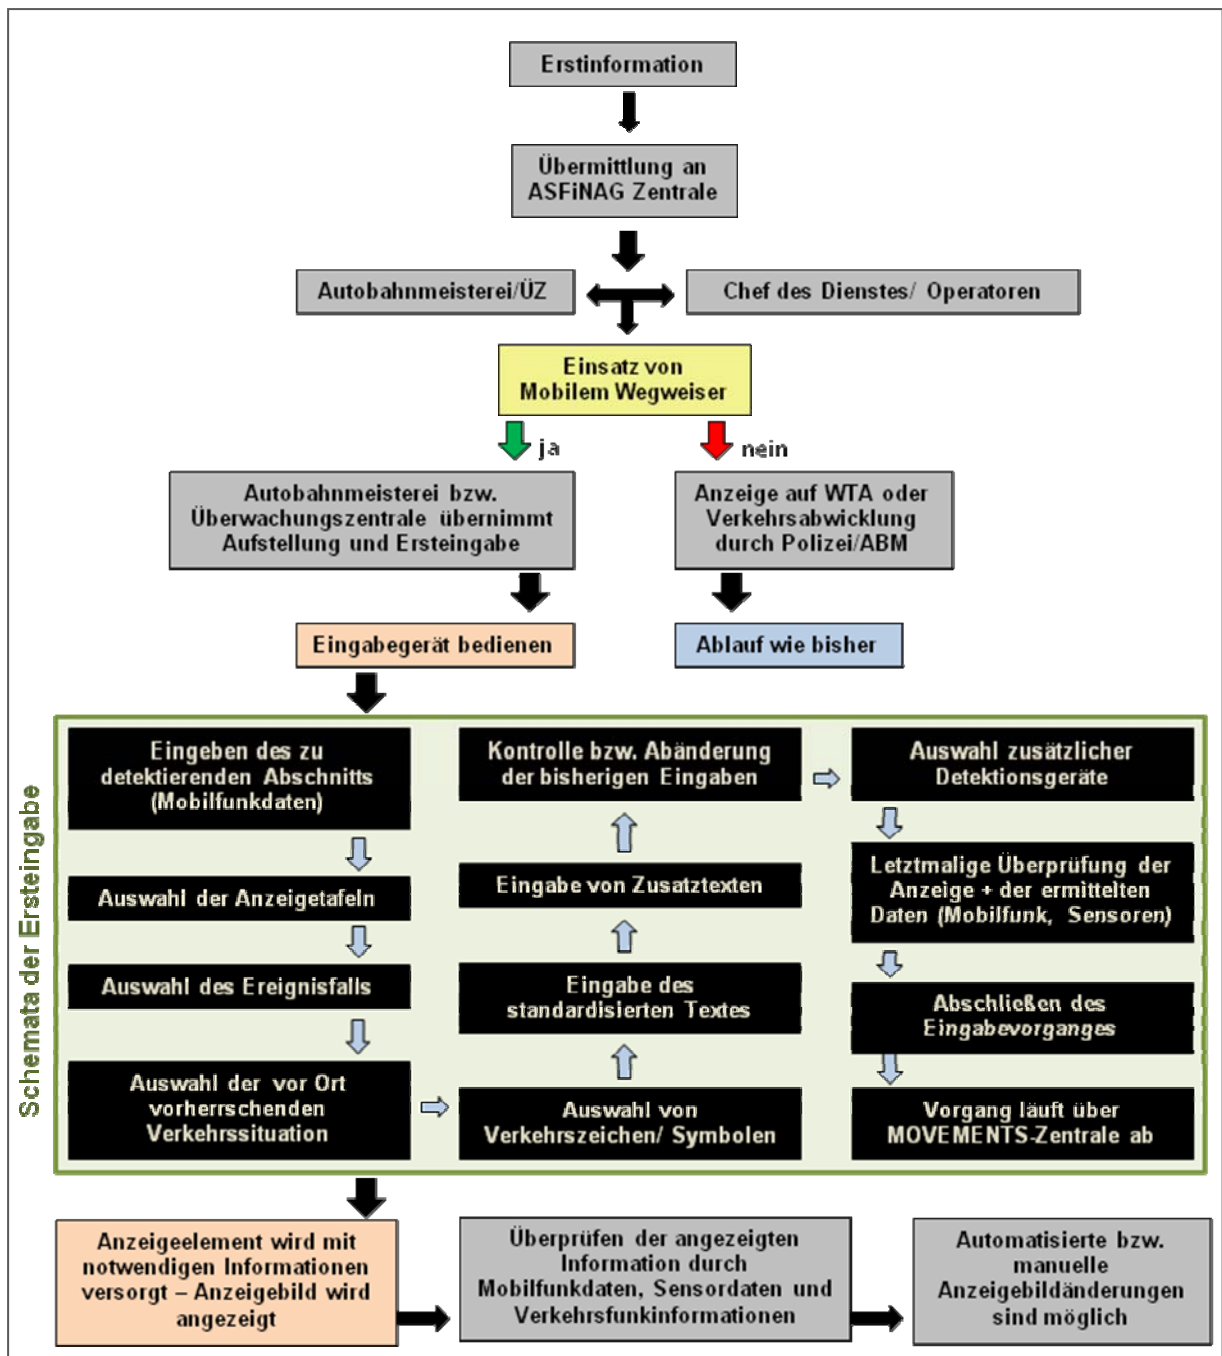 Erstinformation
Übermittlung an
ASFiNAG Zentrale
Autobahnmeisterei/ÜZ
Chef des Dienstes/ Operatoren
Einsatz von
Mobilem Wegweiser
ja
nein
Autobahnmeisterei bzw.
Überwachungszentrale übernimmt
Aufstellung und Ersteingabe
Anzeige auf WTA oder
Verkehrsabwicklung
durch Polizei/ABM
Eingabegerät bedienen
Ablauf wie bisher
Schemata der Ersteingabe
Eingeben des zu
detektierenden Abschnitts
(Mobilfunkdaten)
Auswahl der Anzeigetafeln
Auswahl des Ereignisfalls
Auswahl der vor Ort
vorherrschenden
Verkehrssituation
Auswahl von
Verkehrszeichen/ Symbolen
Eingabe des
standardisierten Textes
Eingabe von Zusatztexten
Kontrolle bzw. Abänderung
der bisherigen Eingaben
Auswahl zusätzlicher
Detektionsgeräte
Letztmalige Überprüfung der
Anzeige + der ermittelten
Daten (Mobilfunk, Sensoren)
Abschließen des
Eingabevorganges
Vorgang läuft über
MOVEMENTS-Zentrale ab
Anzeigeelement wird mit
notwendigen Informationen
versorgt – Anzeigebild wird
angezeigt
Überprüfen der angezeigten
Information durch
Mobilfunkdaten, Sensordaten und
Verkehrsfunkinformationen
Automatisierte bzw.
manuelle
Anzeigebildänderungen
sind möglich